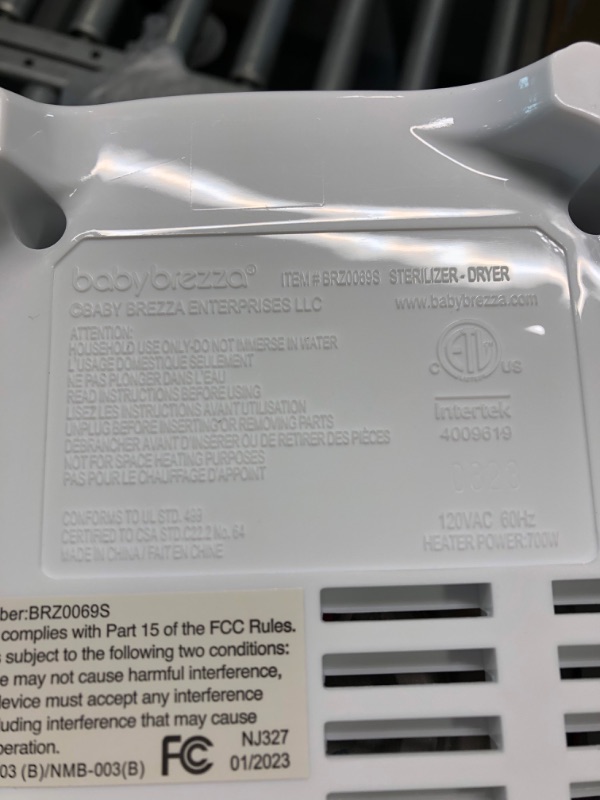 babybrezza® ITEM # BRZ0069S STERILIZER - DRYER
©BABY BREZZA ENTERPRISES LLC www.babybrezza.com
ATTENTION:
HOUSEHOLD USE ONLY-DO NOT IMMERSE IN WATER
L'USAGE DOMESTIQUE SEULEMENT
NE PAS PLONGER DANS L'EAU
READ INSTRUCTIONS BEFORE USING
LISEZ LES INSTRUCTIONS AVANT UTILISATION
UNPLUG BEFORE INSERTING OR REMOVING PARTS
DÉBRANCHER AVANT D'INSÉRER OU DE RETIRER DES PIÈCES
NOT FOR SPACE HEATING PURPOSES
PAS POUR LE CHAUFFAGE D'APPOINT
CONFORMS TO UL STD. 499
CERTIFIED TO CSA STD.C22.2 No. 64
MADE IN CHINA / FAIT EN CHINE
C ETL US
Intertek
4009619
120VAC 60Hz
HEATER POWER:700W
ber:BRZ0069S
complies with Part 15 of the FCC Rules.
subject to the following two conditions:
e may not cause harmful interference,
device must accept any interference
uding interference that may cause
peration.
03 (B)/NMB-003(B) FC NJ327
01/2023